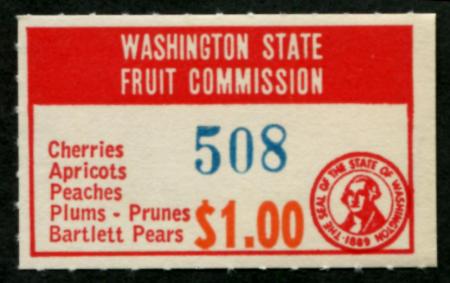 WASHINGTON STATE
FRUIT COMMISSION
508
Cherries
Apricots
Peaches
Plums - Prunes
Bartlett Pears
$1.00
THE SEAL OF THE STATE OF WASHINGTON
1889